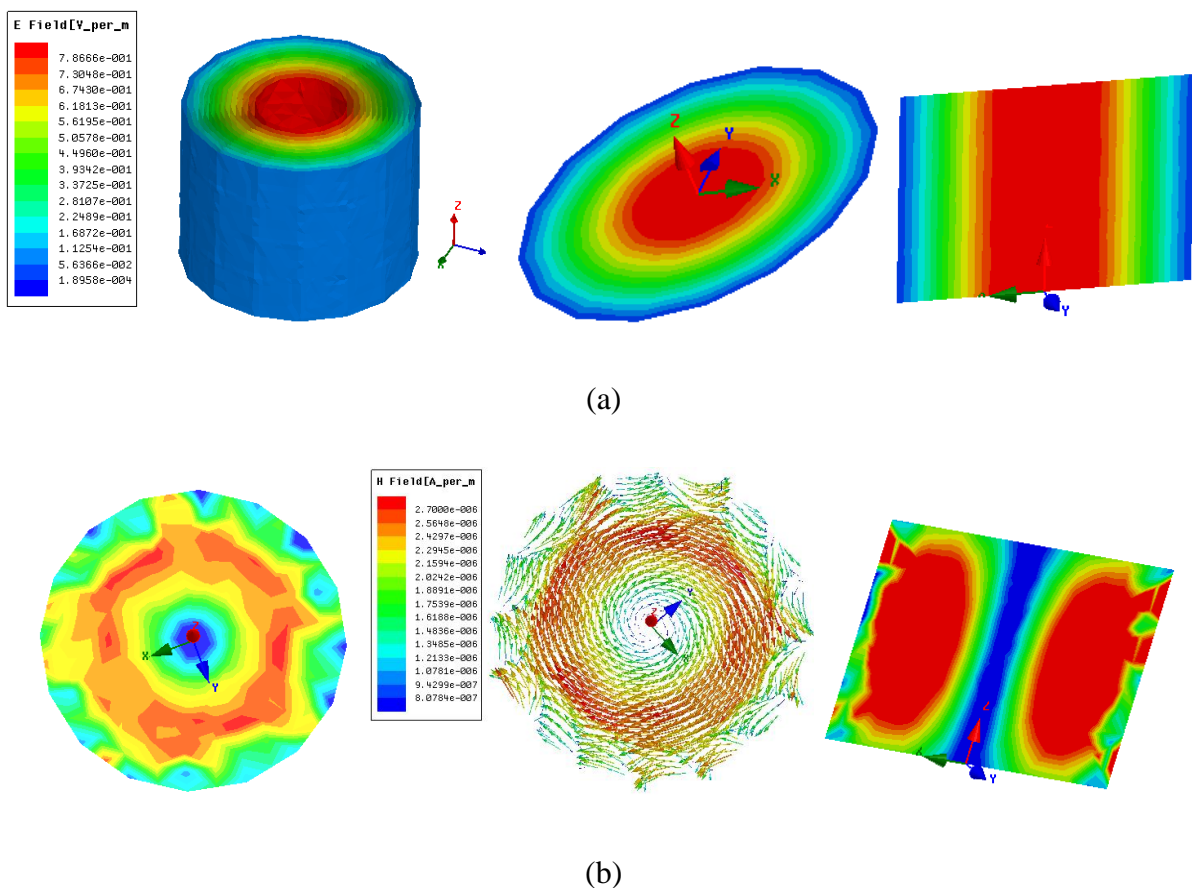 E Field[V_per_m
7.8666e-001
7.3048e-001
6.7430e-001
6.1813e-001
5.6195e-001
5.0578e-001
4.4960e-001
3.9342e-001
3.3725e-001
2.8107e-001
2.2489e-001
1.6872e-001
1.1254e-001
5.6366e-002
1.8958e-004
Z
X
Z
Y
X
Y
(a)
X
Y
H Field[A_per_m
2.7000e-006
2.5648e-006
2.4297e-006
2.2945e-006
2.1594e-006
2.0242e-006
1.8891e-006
1.7539e-006
1.6188e-006
1.4836e-006
1.3485e-006
1.2133e-006
1.0781e-006
9.4299e-007
8.0784e-007
Y
Z
Y
(b)